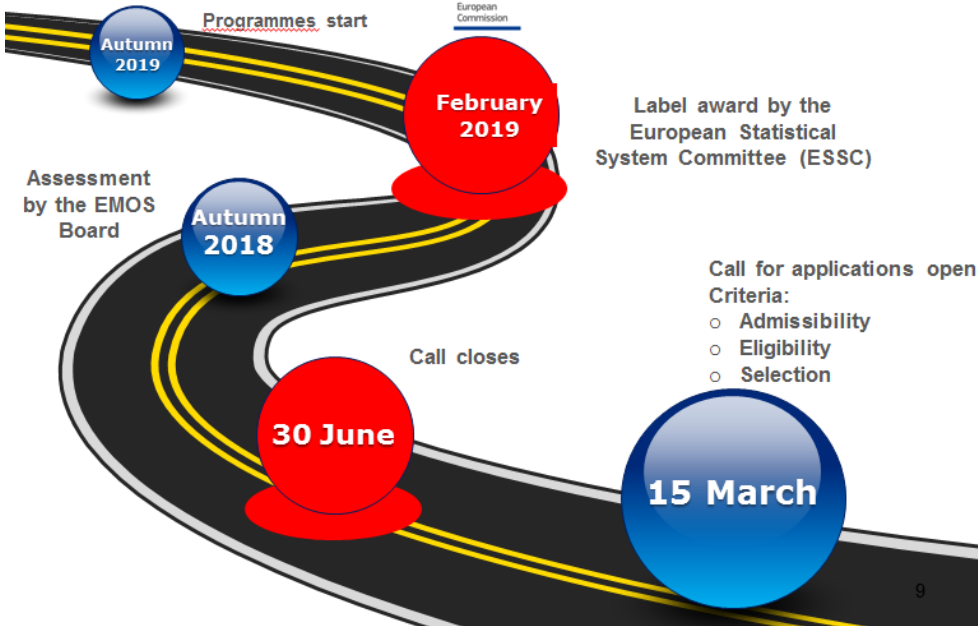 European
Commission
Programmes start
Autumn
2019
February
2019
Label award by the
European Statistical
System Committee (ESSC)
Assessment
by the EMOS
Board
Autumn
2018
Call for applications open
Criteria:
o Admissibility
o Eligibility
o Selection
Call closes
30 June
15 March
9